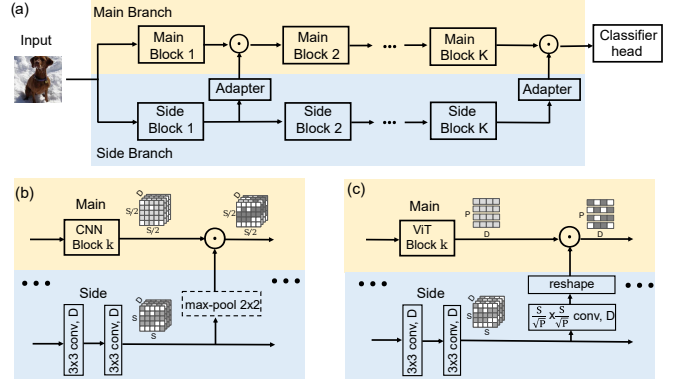 (a)
Main Branch
Input
Main
Block 1
Main
Block 2
...
Main
Block K
Classifier
head
Adapter
Adapter
Side
Block 1
Side
Block 2
...
Side
Block K
Side Branch
(b)
Main
CNN
Block k
D
S/2
S/2
D
S/2
S/2
...
...
Side
3x3 conv, D
3x3 conv, D
D
S
S
max-pool 2x2
(c)
Main
ViT
Block k
P
D
P
D
...
...
Side
3x3 conv, D
3x3 conv, D
D
S
S
reshape
S/√P x S/√P conv, D